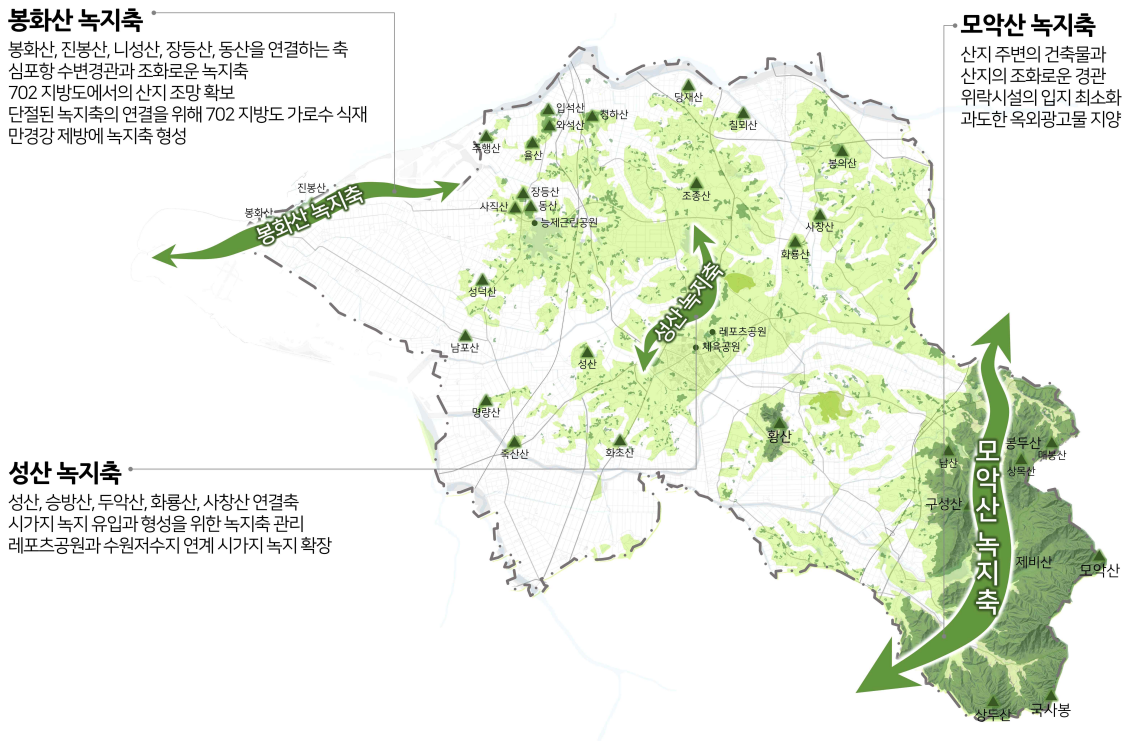 봉화산 녹지축
봉화산, 진봉산, 니성산, 장등산, 동산을 연결하는 축
심포항 수변경관과 조화로운 녹지축
702 지방도에서의 산지 조망 확보
단절된 녹지축의 연결을 위해 702 지방도 가로수 식재
만경강 제방에 녹지축 형성
모악산 녹지축
산지 주변의 건축물과
산지의 조화로운 경관
위락시설의 입지 최소화
과도한 옥외광고물 지양
당재산
입석산
와석산
청하산
질뫼산
주행산
율산
봉의산
진봉산
봉화산
봉화산 녹지축
장등산
사직산
동산
능제근린공원
조종산
사창산
화룡산
성덕산
성산 녹지축
레포츠공원
체육공원
남포산
성산
명량산
죽산산
화초산
황산
봉두산
매봉산
상목산
남산
구성산
모악산 녹지축
제비산
모악산
상두산
국사봉
성산 녹지축
성산, 승방산, 두악산, 화룡산, 사창산 연결축
시가지 녹지 유입과 형성을 위한 녹지축 관리
레포츠공원과 수원저수지 연계 시가지 녹지 확장